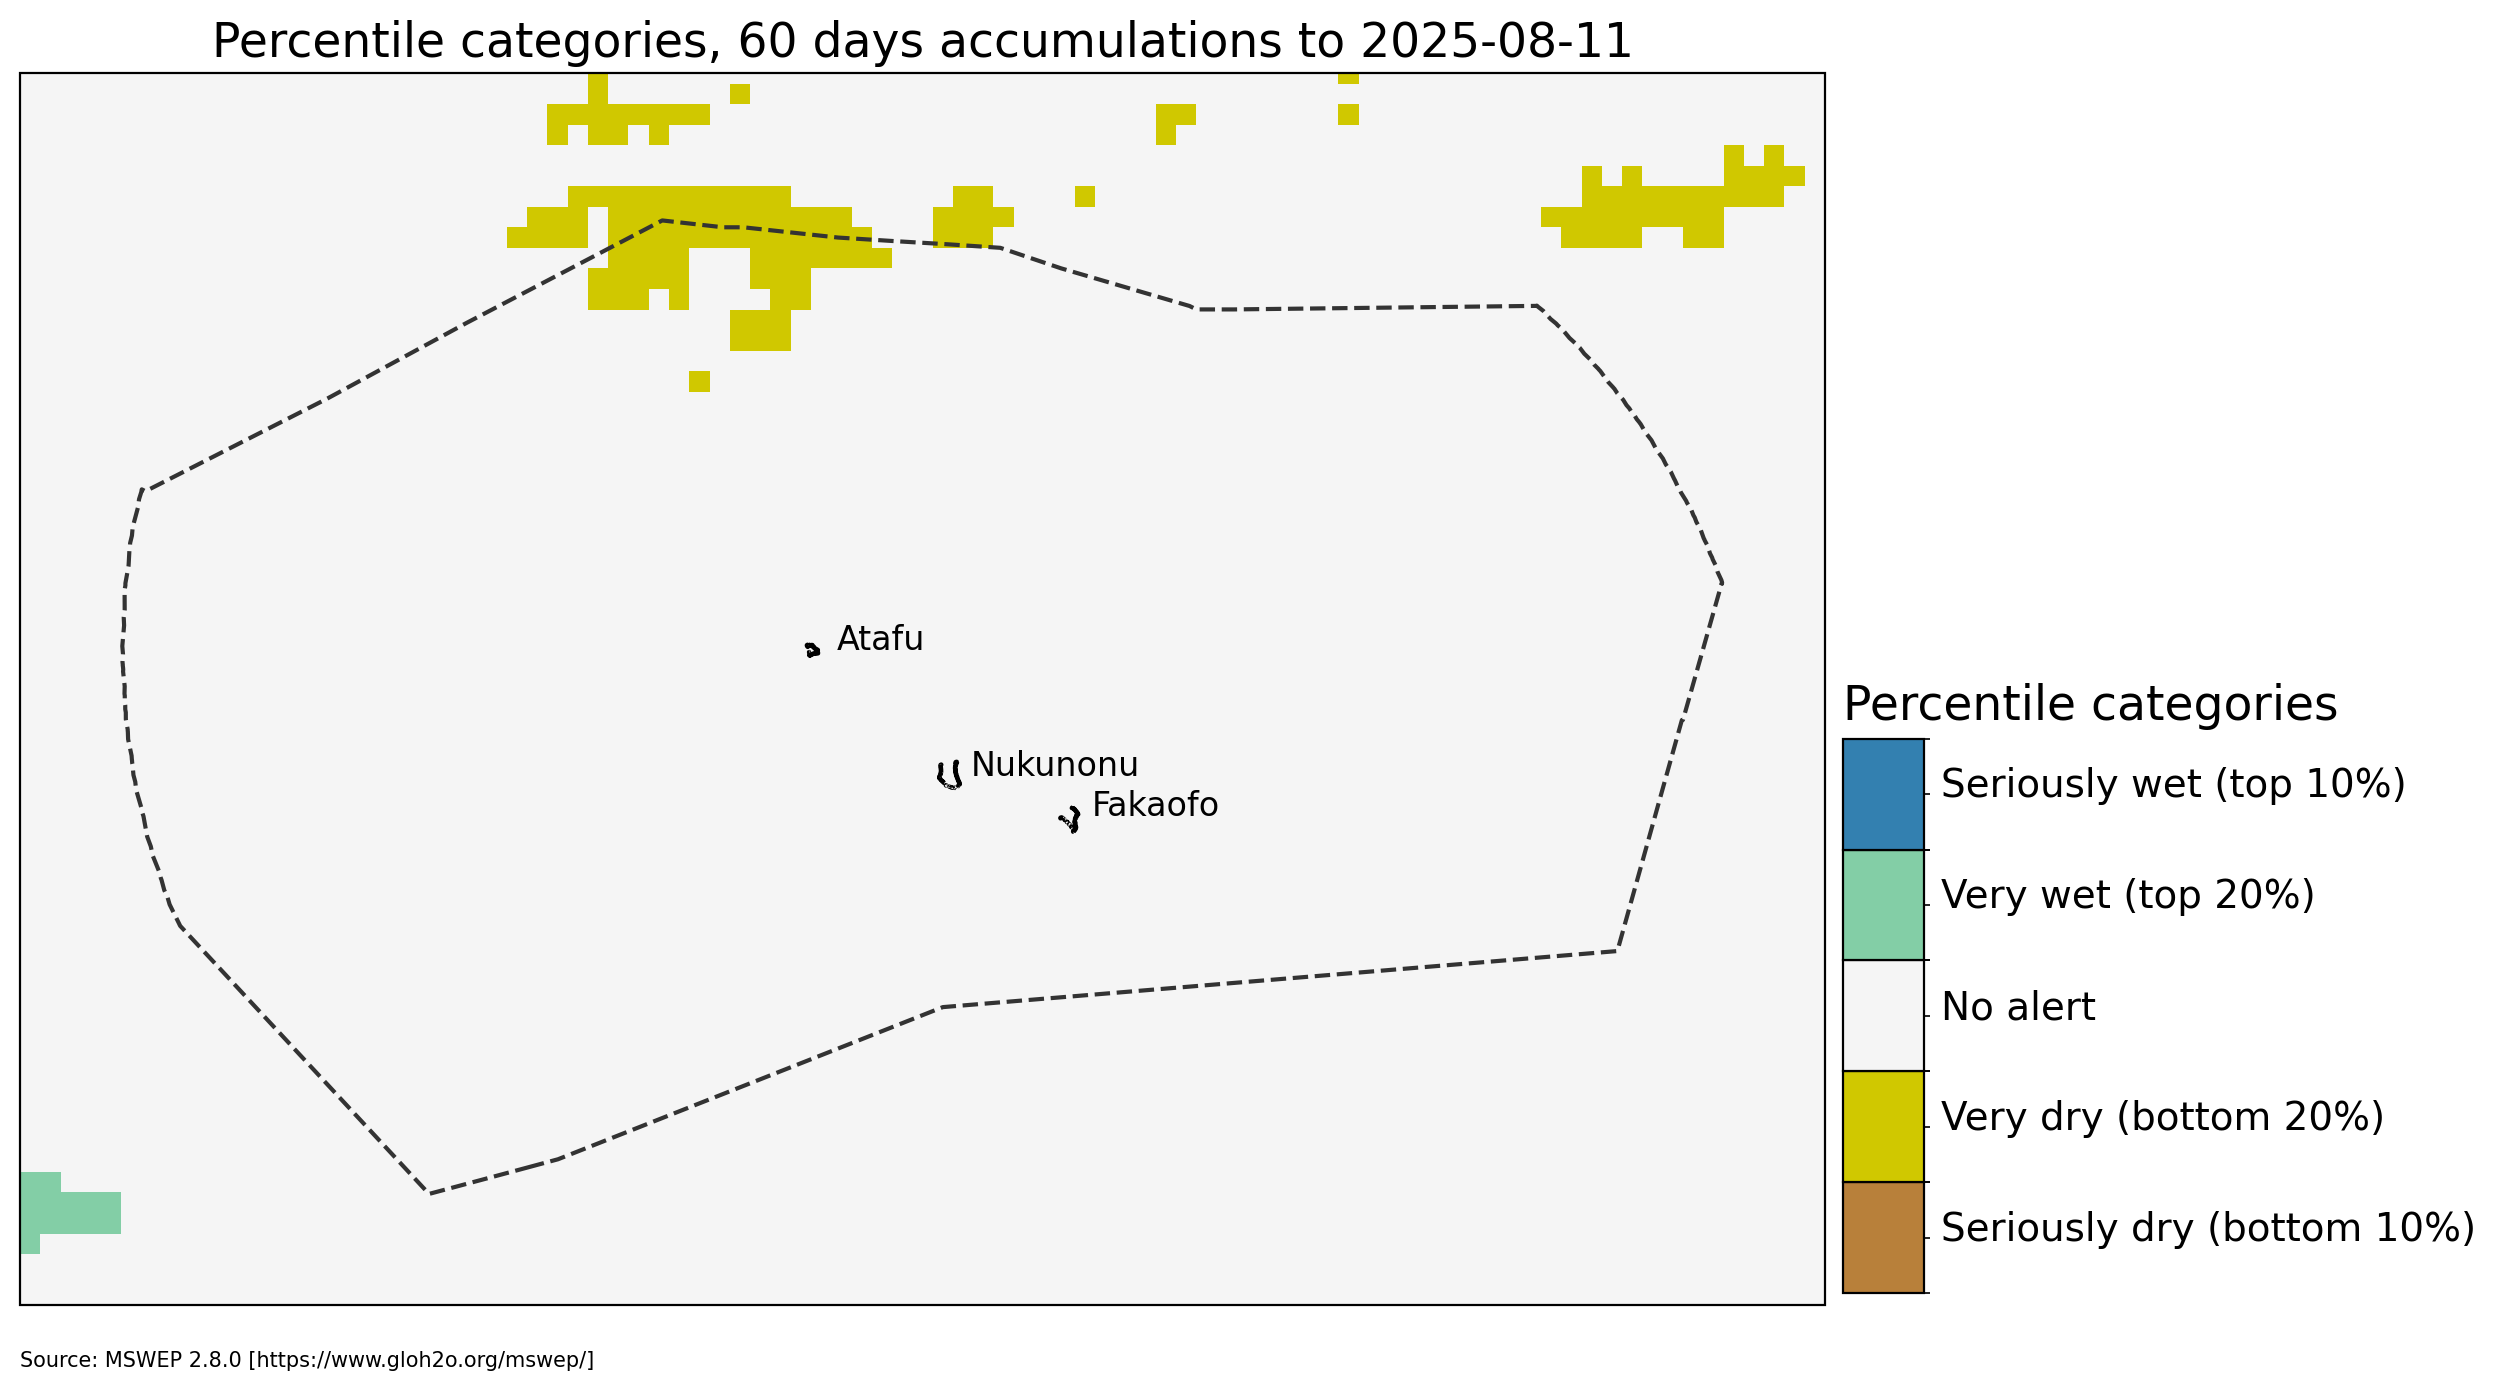 Percentile categories, 60 days accumulations to 2025-08-11
Atafu
Nukunonu
Fakaofo
Percentile categories
Seriously wet (top 10%)
Very wet (top 20%)
No alert
Very dry (bottom 20%)
Seriously dry (bottom 10%)
Source: MSWEP 2.8.0 [https://www.gloh2o.org/mswep/]